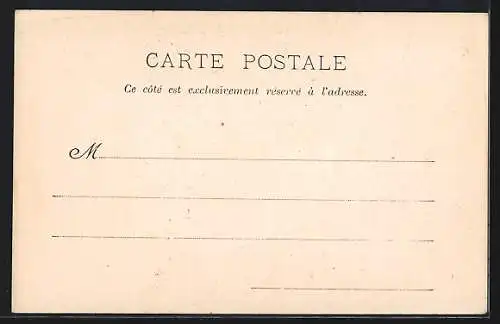 CARTE POSTALE
Ce côté est exclusivement réservé à l'adresse.
M